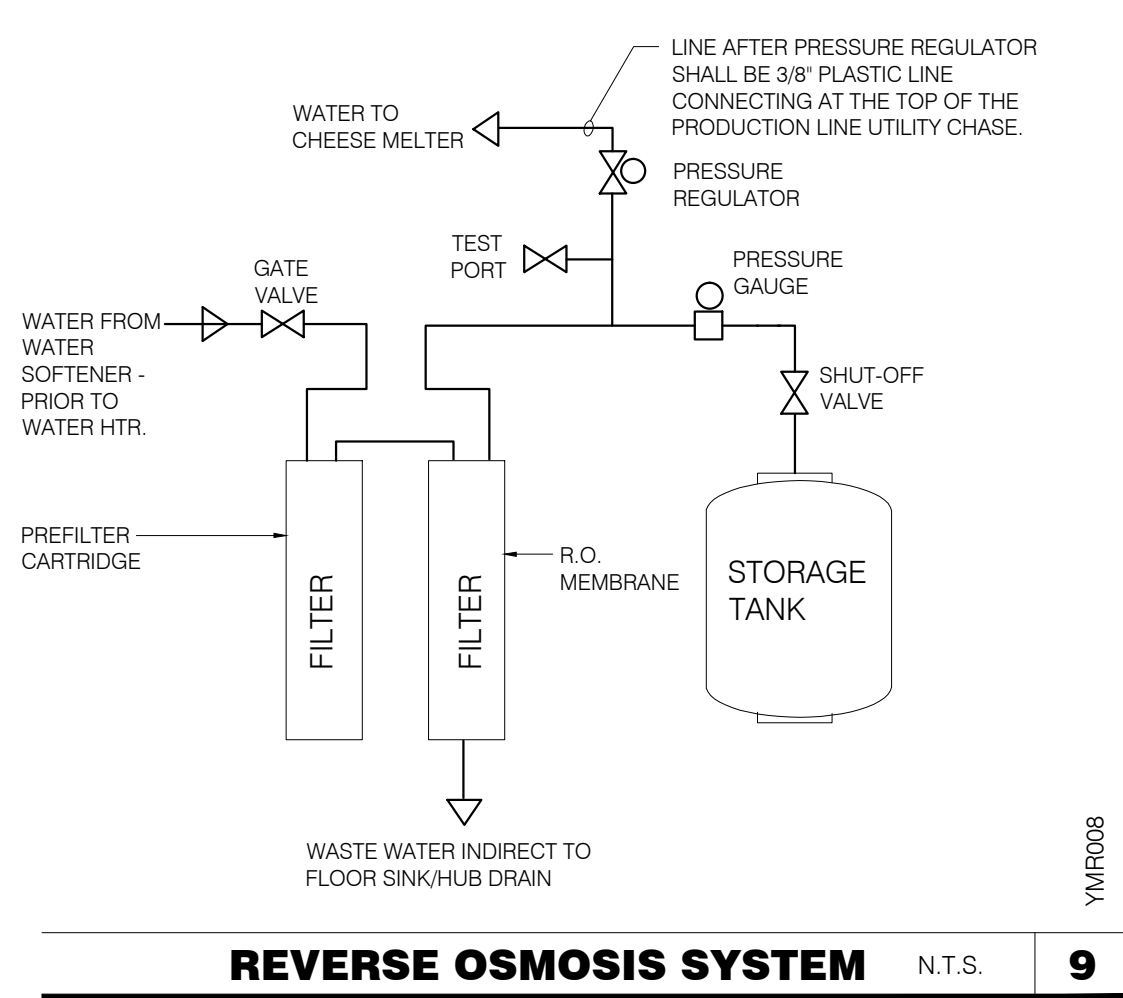 LINE AFTER PRESSURE REGULATOR
SHALL BE 3/8" PLASTIC LINE
CONNECTING AT THE TOP OF THE
PRODUCTION LINE UTILITY CHASE.
WATER TO
CHEESE MELTER
PRESSURE
REGULATOR
TEST
PORT
PRESSURE
GAUGE
GATE
VALVE
WATER FROM
WATER
SOFTENER -
PRIOR TO
WATER HTR.
SHUT-OFF
VALVE
PREFILTER
CARTRIDGE
FILTER
FILTER
R.O.
MEMBRANE
STORAGE
TANK
WASTE WATER INDIRECT TO
FLOOR SINK/HUB DRAIN
YMR008
REVERSE OSMOSIS SYSTEM N.T.S. 9